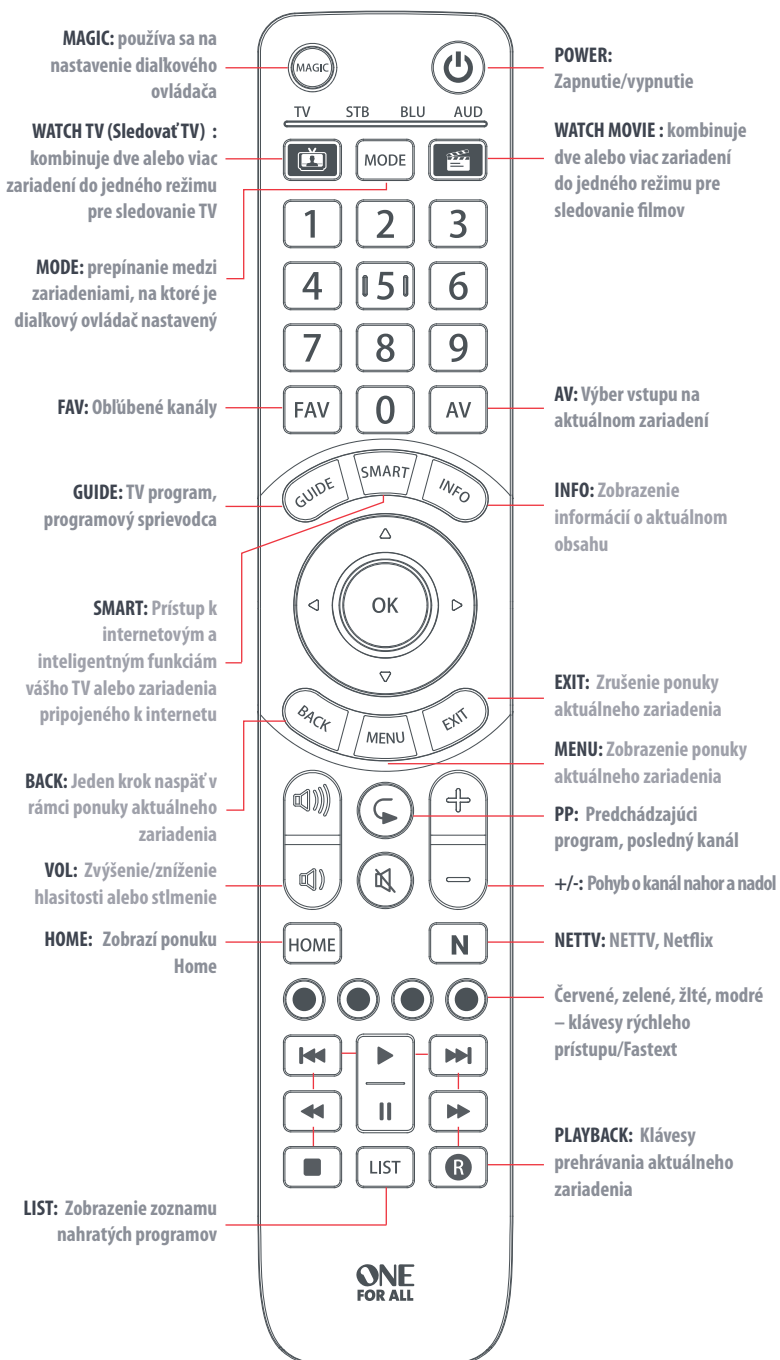 MAGIC: používa sa na
nastavenie diaľkového
ovládača
MAGIC
POWER:
Zapnutie/vypnutie
TV STB BLU AUD
WATCH TV (Sledovať TV) :
kombinuje dve alebo viac
zariadení do jedného režimu
pre sledovanie TV
MODE
WATCH MOVIE : kombinuje
dve alebo viac zariadení
do jedného režimu pre
sledovanie filmov
1 2 3
MODE: prepínanie medzi
zariadeniami, na ktoré je
diaľkový ovládač nastavený
4 5 6
7 8 9
FAV: Obľúbené kanály
FAV 0 AV
AV: Výber vstupu na
aktuálnom zariadení
GUIDE: TV program,
programový sprievodca
GUIDE SMART INFO
INFO: Zobrazenie
informácií o aktuálnom
obsahu
OK
SMART: Prístup k
internetovým a
inteligentným funkciám
vášho TV alebo zariadenia
pripojeného k internetu
EXIT: Zrušenie ponuky
aktuálneho zariadenia
BACK MENU EXIT
MENU: Zobrazenie ponuky
aktuálneho zariadenia
BACK: Jeden krok naspäť v
rámci ponuky aktuálneho
zariadenia
PP: Predchádzajúci
program, posledný kanál
VOL: Zvýšenie/zníženie
hlasitosti alebo stlmenie
+/-: Pohyb o kanál nahor a nadol
HOME: Zobrazí ponuku
Home
HOME N
NETTV: NETTV, Netflix
Červené, zelené, žlté, modré
– klávesy rýchleho
prístupu/Fastext
PLAYBACK: Klávesy
prehrávania aktuálneho
zariadenia
LIST R
LIST: Zobrazenie zoznamu
nahratých programov
ONE
FOR ALL